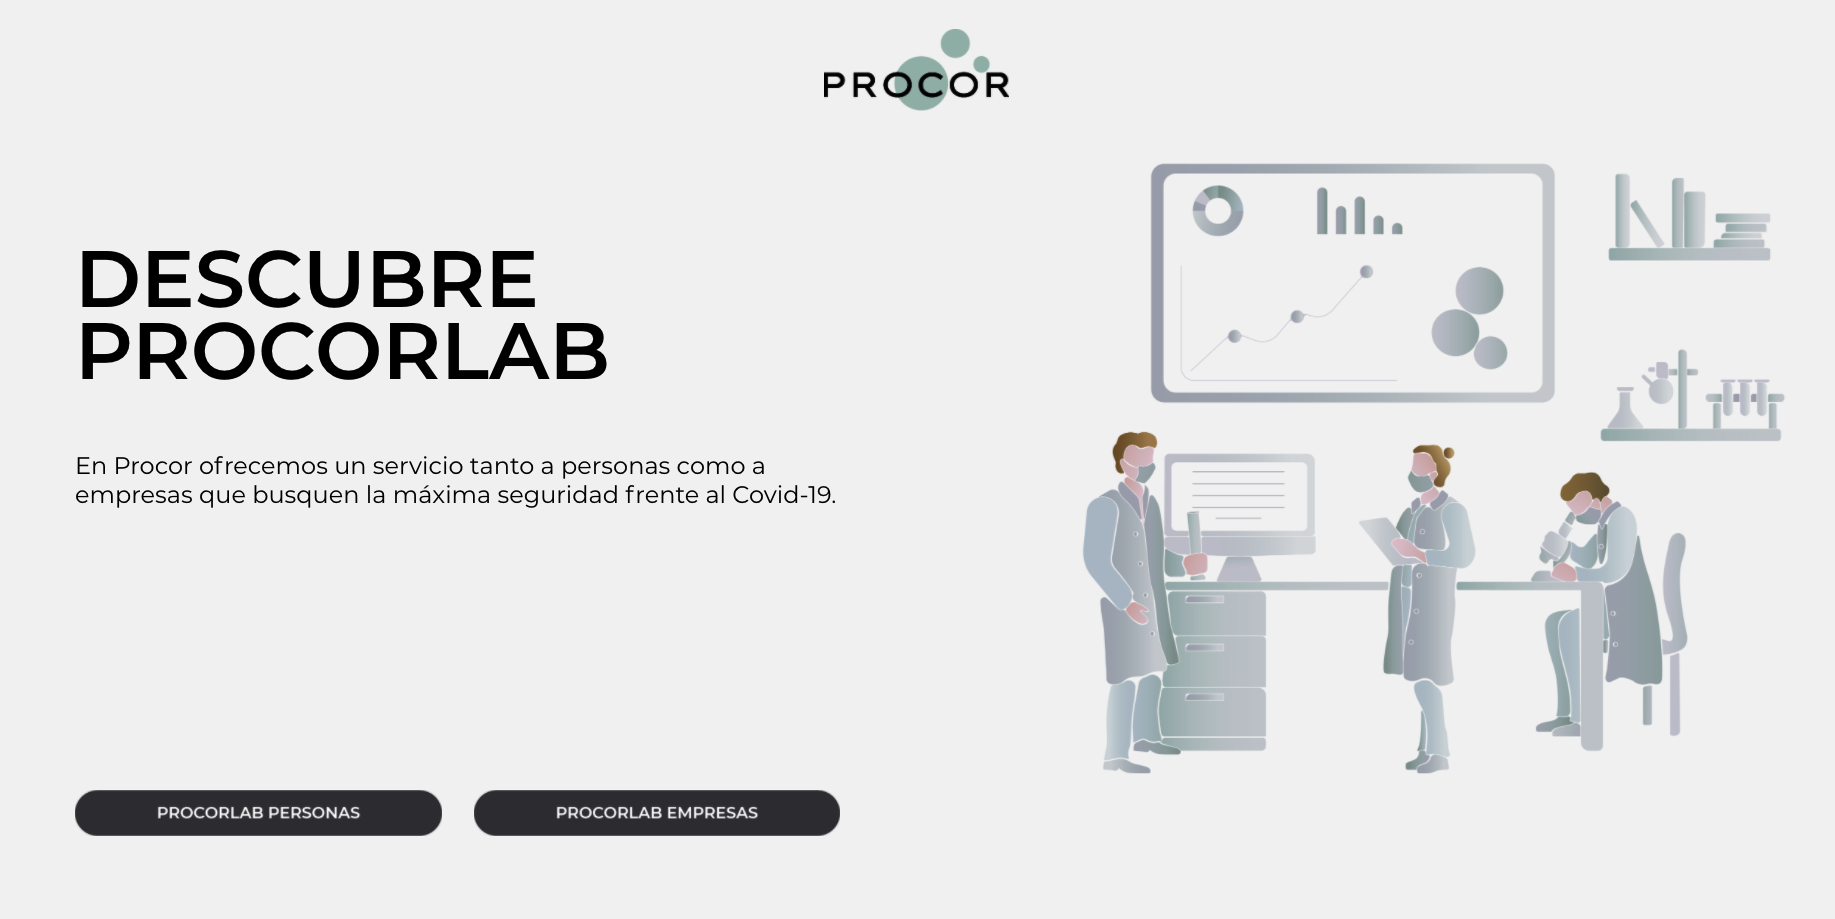 PROCOR
DESCUBRE
PROCORLAB
En Procor ofrecemos un servicio tanto a personas como a
empresas que busquen la máxima seguridad frente al Covid-19.
PROCORLAB PERSONAS
PROCORLAB EMPRESAS